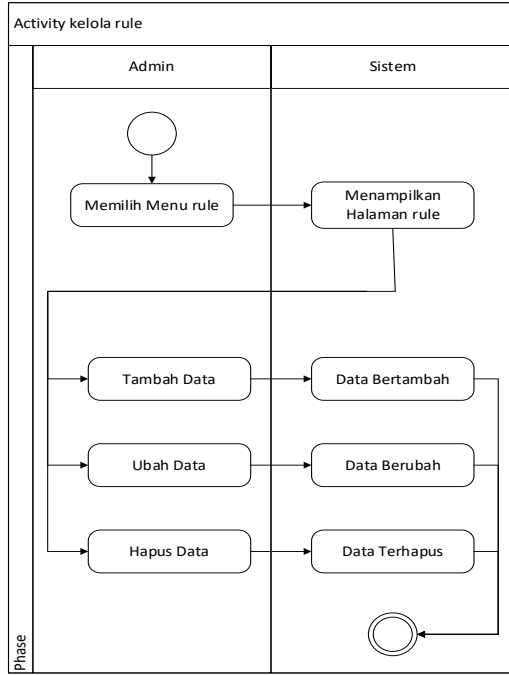 Activity kelola rule
Admin
Sistem
Memilih Menu rule
Menampilkan
Halaman rule
Tambah Data
Data Bertambah
Ubah Data
Data Berubah
Hapus Data
Data Terhapus
Phase